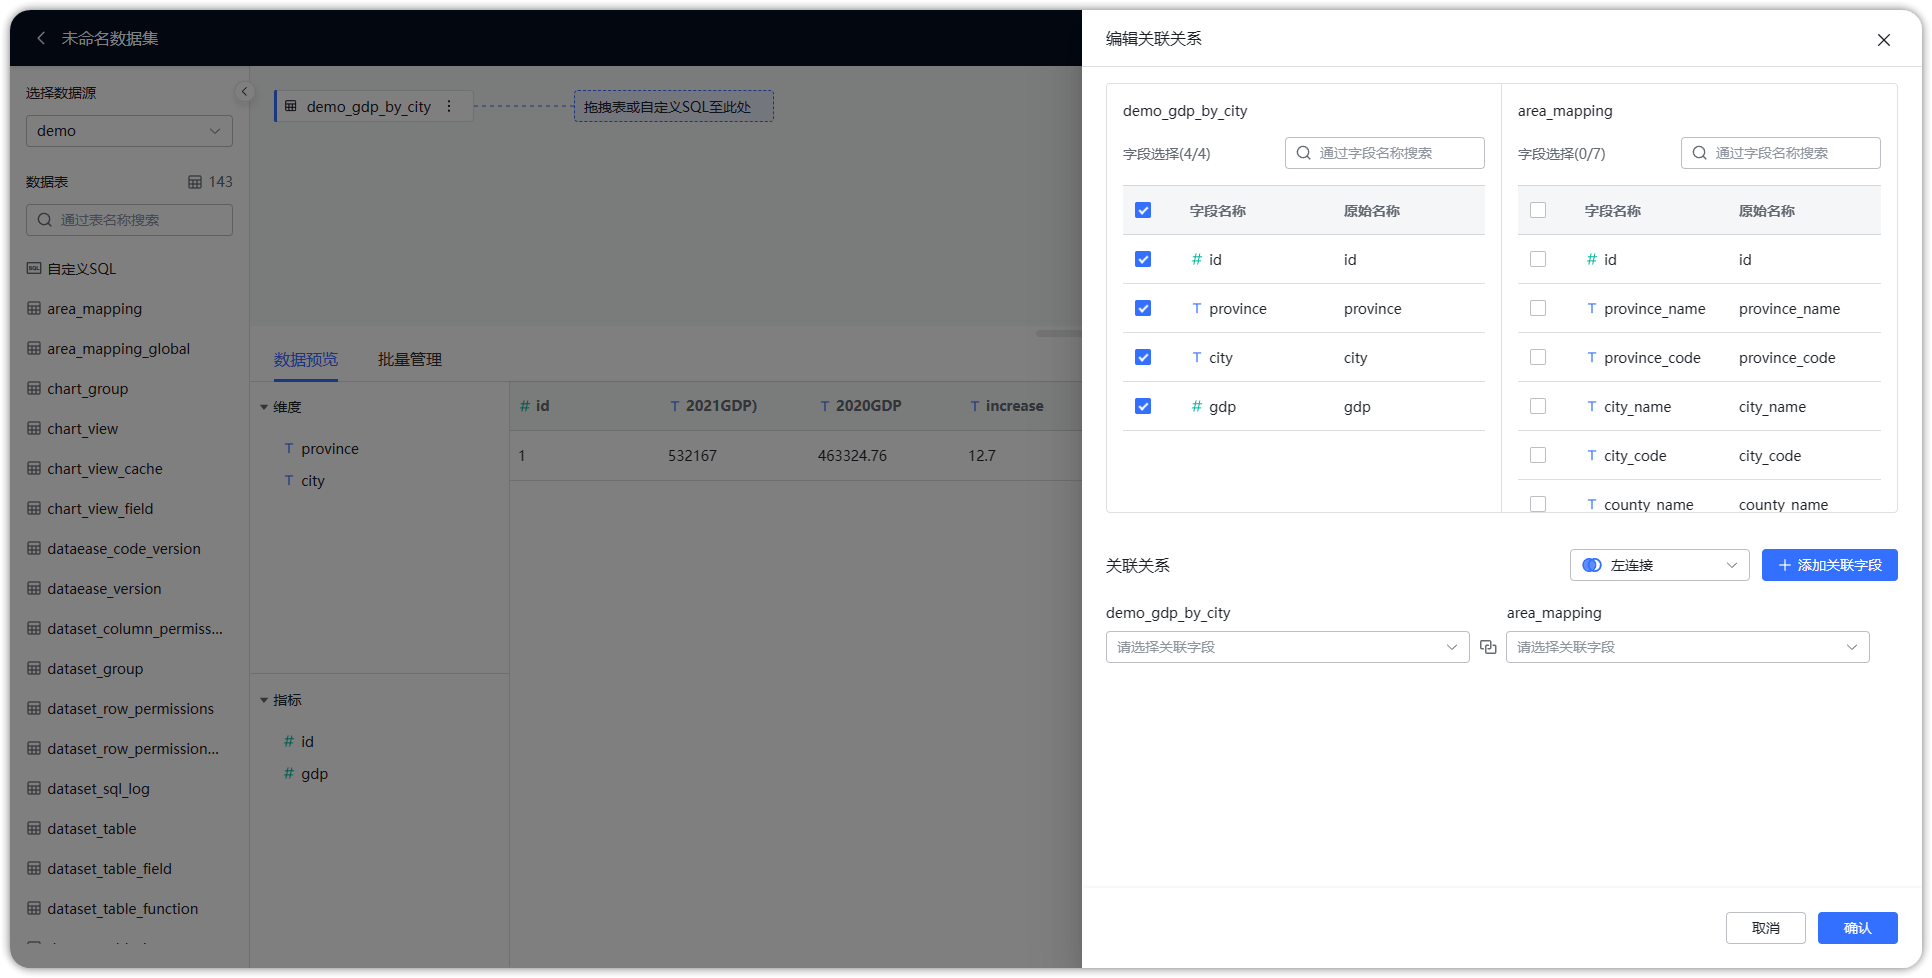 未命名数据集
选择数据源
demo
数据表 143
通过表名称搜索
自定义SQL
area_mapping
area_mapping_global
chart_group
chart_view
chart_view_cache
chart_view_field
dataease_code_version
dataease_version
dataset_column_permiss...
dataset_group
dataset_row_permissions
dataset_row_permission...
dataset_sql_log
dataset_table
dataset_table_field
dataset_table_function
demo_gdp_by_city
拖拽表或自定义SQL至此处
数据预览 批量管理
维度
T province
T city
指标
# id
# gdp
# id T 2021GDP) T 2020GDP T increase
1 532167 463324.76 12.7
编辑关联关系
demo_gdp_by_city
字段选择(4/4) 通过字段名称搜索
字段名称 原始名称
# id id
T province province
T city city
# gdp gdp
area_mapping
字段选择(0/7) 通过字段名称搜索
字段名称 原始名称
# id id
T province_name province_name
T province_code province_code
T city_name city_name
T city_code city_code
T county_name county_name
关联关系 左连接 添加关联字段
demo_gdp_by_city area_mapping
请选择关联字段 请选择关联字段
取消 确认